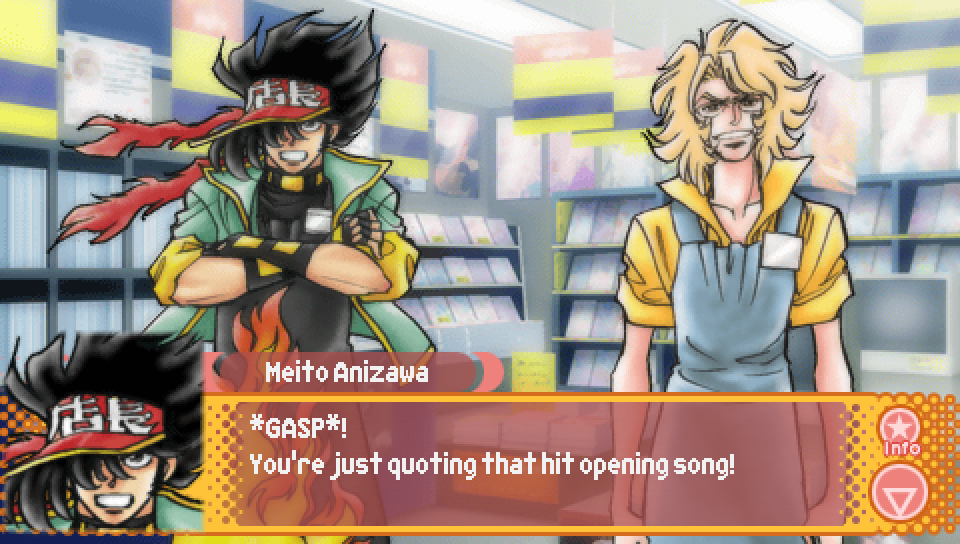 店長
Meito Anizawa
店長
*GASP*!
You're just quoting that hit opening song!
Info